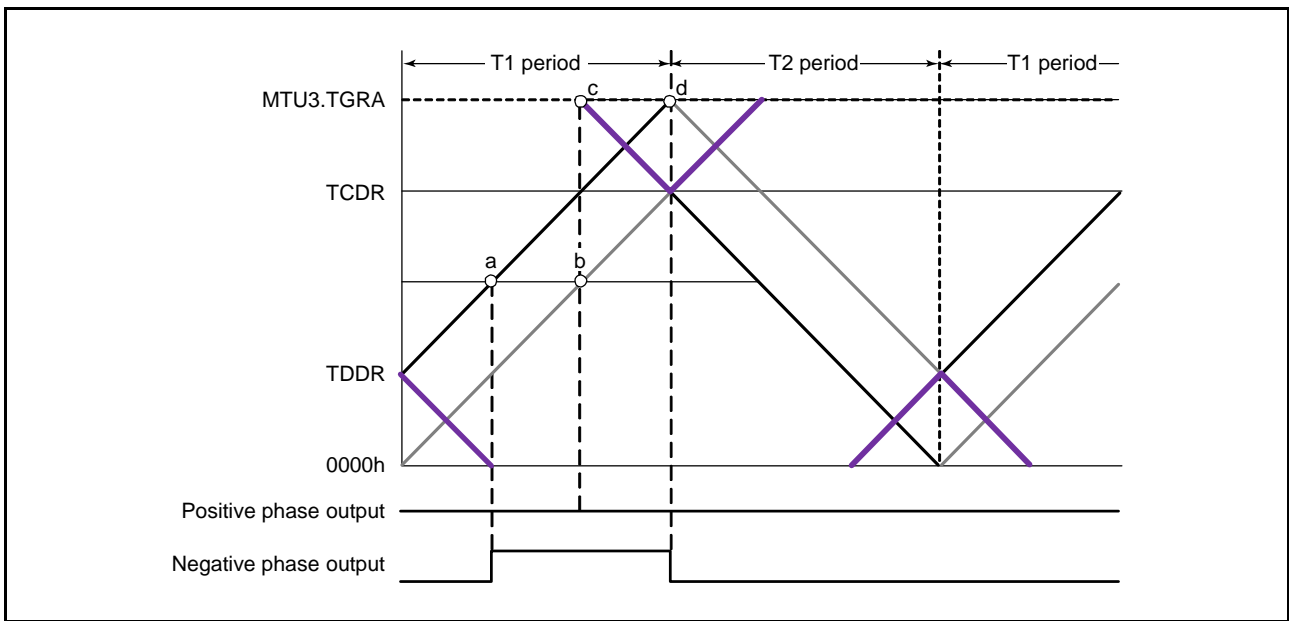 T1 period T2 period T1 period
MTU3.TGRA c d
TCDR
a b
TDDR
0000h
Positive phase output
Negative phase output